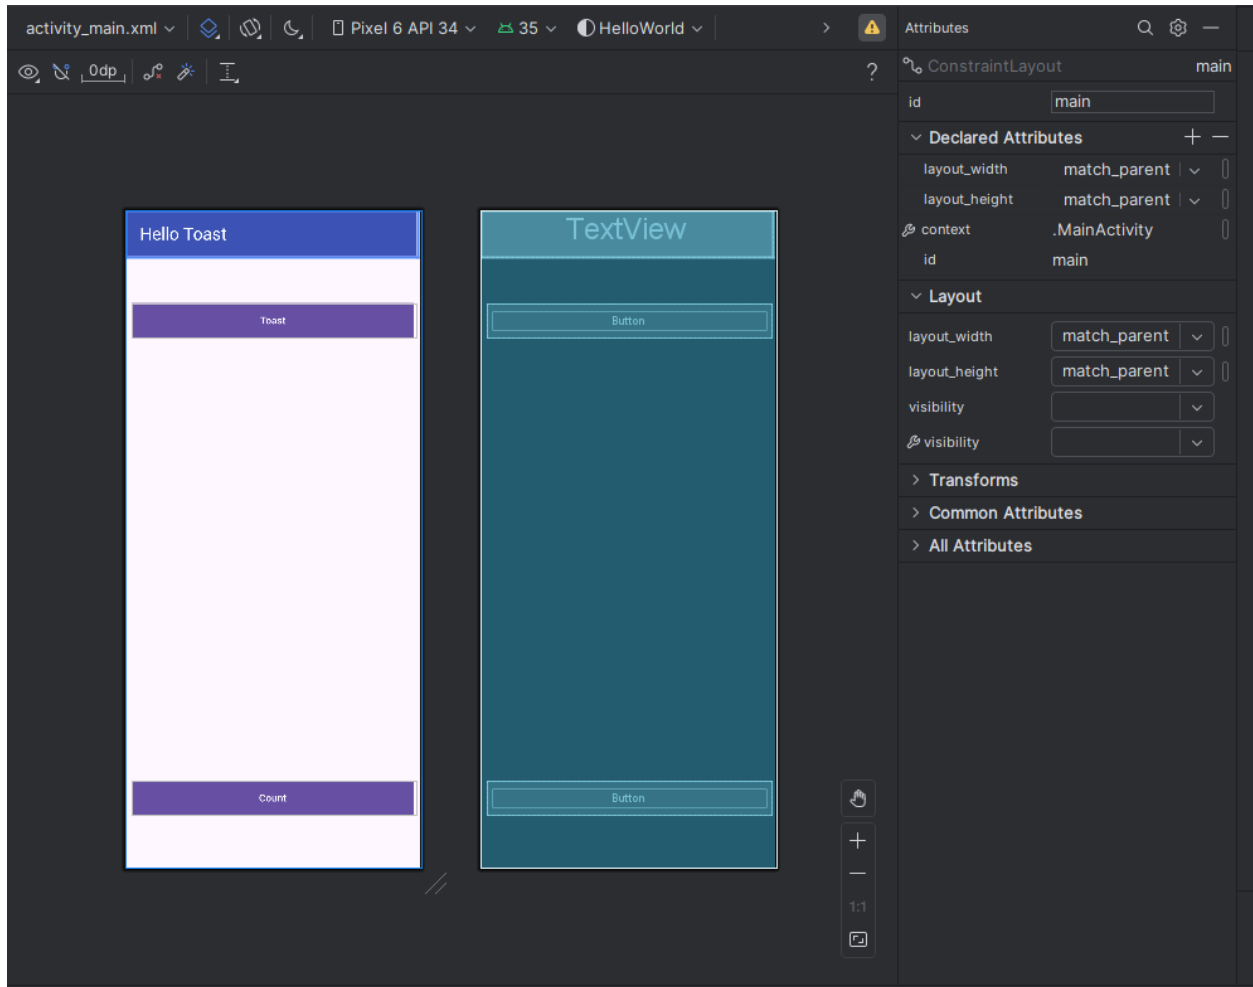 activity_main.xml
Pixel 6 API 34
35
HelloWorld
0dp
?
Hello Toast
Toast
Count
TextView
Button
Button
1:1
Attributes
ConstraintLayout main
id main
Declared Attributes
layout_width match_parent
layout_height match_parent
context .MainActivity
id main
Layout
layout_width match_parent
layout_height match_parent
visibility
visibility
Transforms
Common Attributes
All Attributes